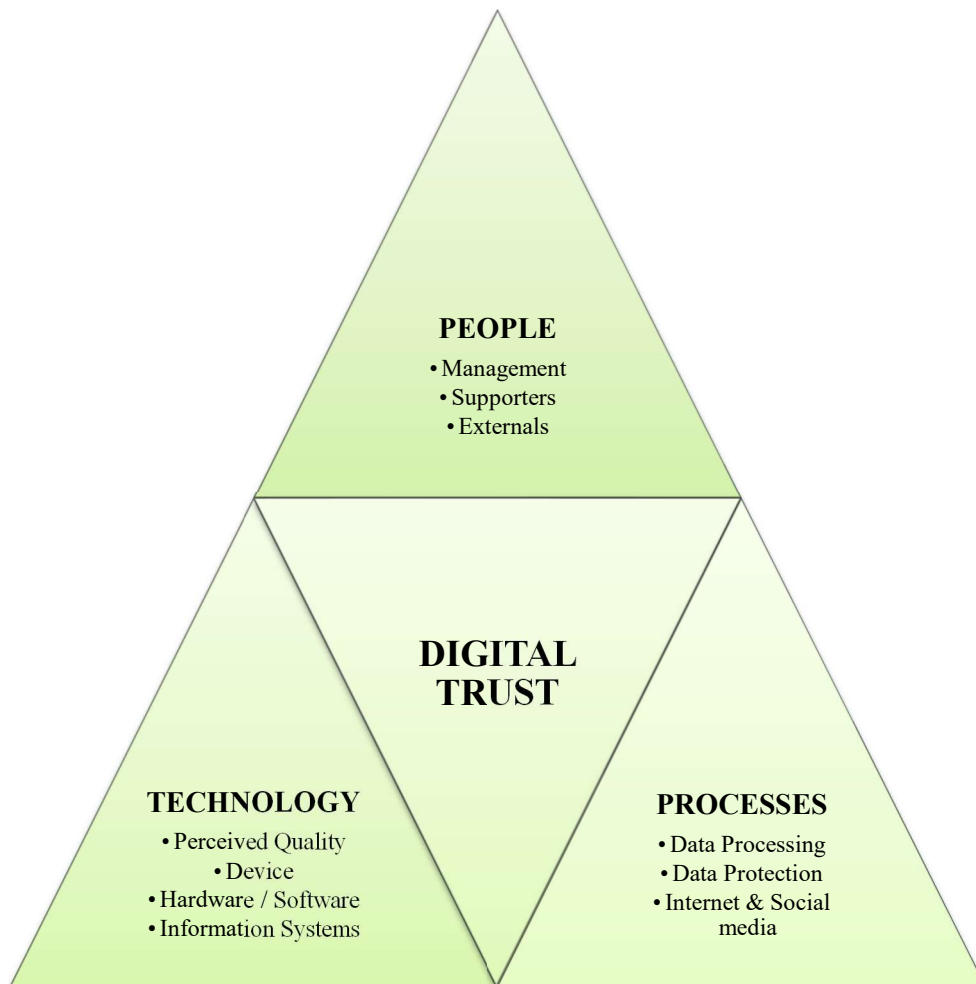 PEOPLE
• Management
• Supporters
• Externals
DIGITAL
TRUST
TECHNOLOGY
• Perceived Quality
• Device
• Hardware / Software
• Information Systems
PROCESSES
• Data Processing
• Data Protection
• Internet & Social
media